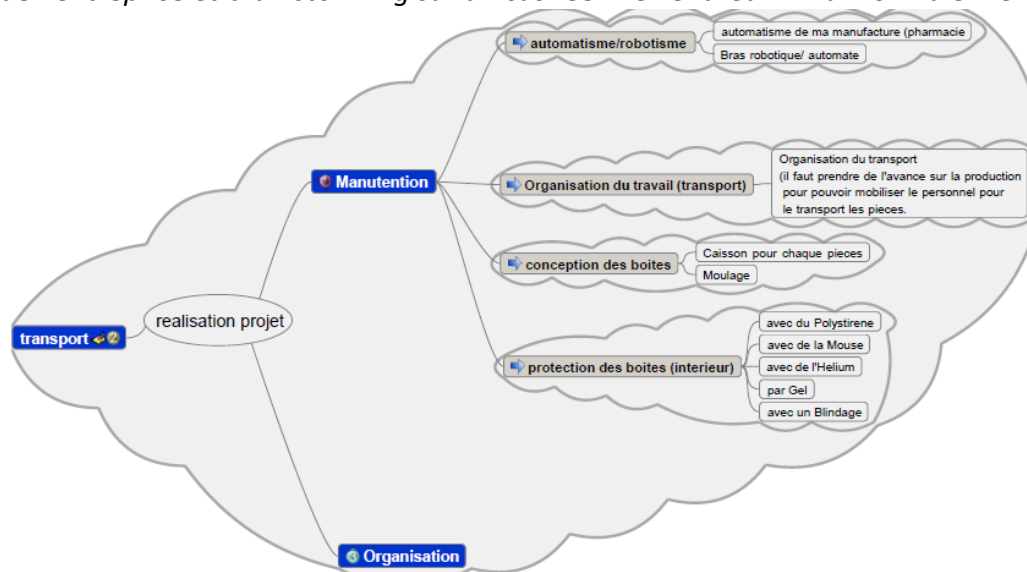 automatisme/robotisme
automatisme de ma manufacture (pharmacie
Bras robotique/ automate
Manutention
Organisation du travail (transport)
Organisation du transport
(il faut prendre de l'avance sur la production
pour pouvoir mobiliser le personnel pour
le transport les pieces.
conception des boites
Caisson pour chaque pieces
Moulage
realisation projet
transport
protection des boites (interieur)
avec du Polystirene
avec de la Mouse
avec de l'Helium
par Gel
avec un Blindage
Organisation